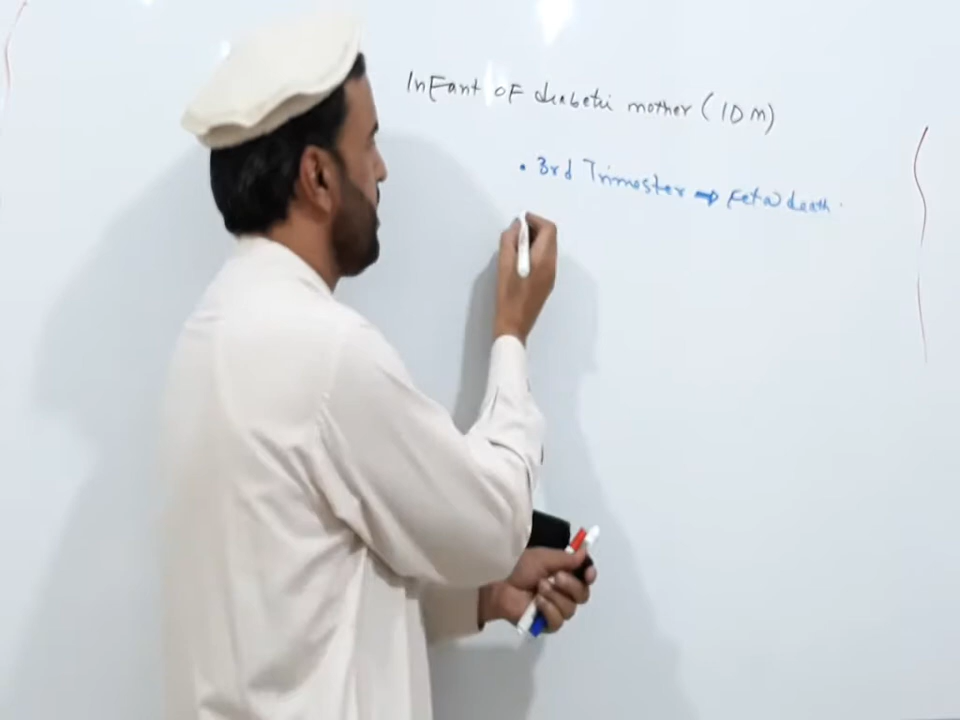 Infant of diabetic mother (IDM)
• 3rd Trimester → Fetal death.